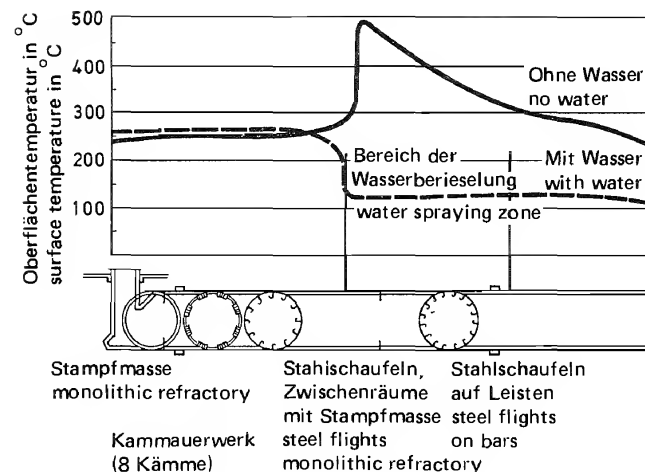 Oberflächentemperatur in °C
surface temperature in °C
500
400
300
200
100
Ohne Wasser
no water
Bereich der
Wasserberieselung
water spraying zone
Mit Wasser
with water
Stampfmasse
monolithic refractory
Kammauerwerk
(8 Kämme)
Stahischaufeln,
Zwischenräume
mit Stampfmasse
steel flights
monolithic refractory
Stahlschaufeln
auf Leisten
steel flights
on bars